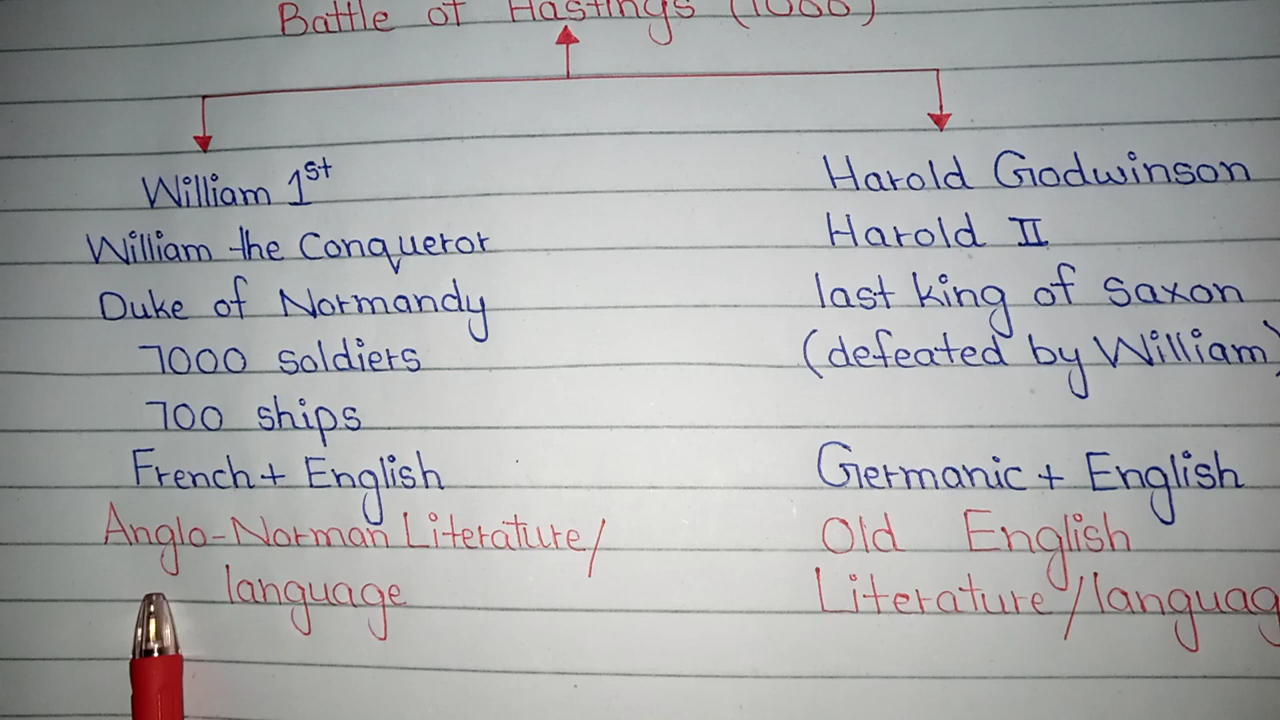 Battle of Hastings (1066)
William 1st
William the Conqueror
Duke of Normandy
7000 soldiers
700 ships
French + English
Anglo-Norman Literature/
language
Harold Godwinson
Harold II
last king of saxon
(defeated by William)
Germanic + English
Old English
Literature/languag